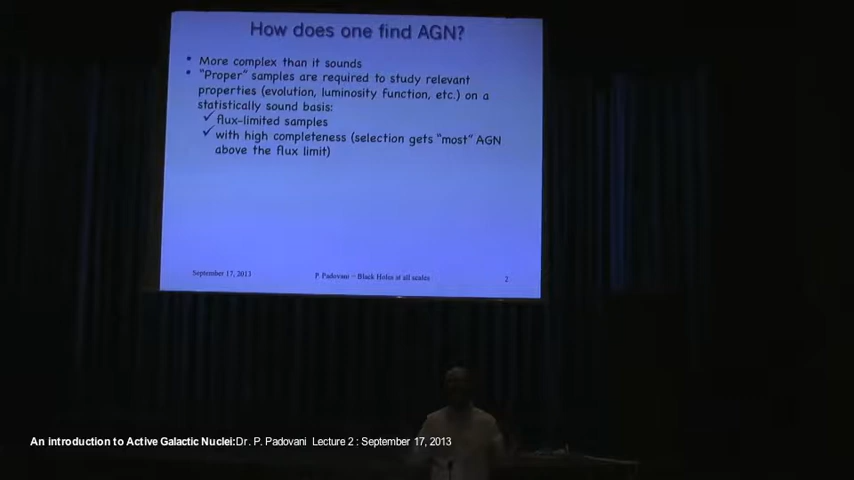 How does one find AGN?
• More complex than it sounds
• "Proper" samples are required to study relevant
properties (evolution, luminosity function, etc.) on a
statistically sound basis:
✓ flux-limited samples
✓ with high completeness (selection gets "most" AGN
above the flux limit)
September 17, 2013 P. Padovani – Black Holes at all scales 2
An introduction to Active Galactic Nuclei:Dr. P. Padovani Lecture 2 : September 17, 2013